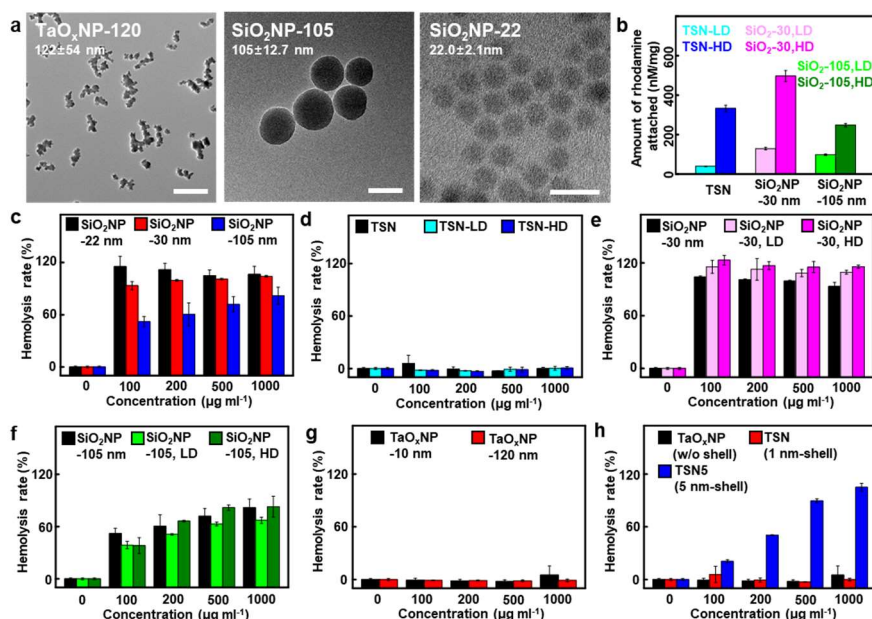 a
TaOₓNP-120
122±54 nm
SiO₂NP-105
105±12.7 nm
SiO₂NP-22
22.0±2.1nm
b
Amount of rhodamine
attached (nM/mg)
600
400
200
0
TSN-LD
TSN-HD
SiO₂-30,LD
SiO₂-30,HD
SiO₂-105,LD
SiO₂-105,HD
TSN
SiO₂NP
-30 nm
SiO₂NP
-105 nm
c
Hemolysis rate (%)
120
60
0
SiO₂NP
-22 nm
SiO₂NP
-30 nm
SiO₂NP
-105 nm
0 100 200 500 1000
Concentration (µg ml⁻¹)
d
Hemolysis rate (%)
120
60
0
TSN
TSN-LD
TSN-HD
0 100 200 500 1000
Concentration (µg ml⁻¹)
e
Hemolysis rate (%)
120
60
0
SiO₂NP
-30 nm
SiO₂NP
-30, LD
SiO₂NP
-30, HD
0 100 200 500 1000
Concentration (µg ml⁻¹)
f
Hemolysis rate (%)
120
60
0
SiO₂NP
-105 nm
SiO₂NP
-105, LD
SiO₂NP
-105, HD
0 100 200 500 1000
Concentration (µg ml⁻¹)
g
Hemolysis rate (%)
120
60
0
TaOₓNP
-10 nm
TaOₓNP
-120 nm
0 100 200 500 1000
Concentration (µg ml⁻¹)
h
Hemolysis rate (%)
120
60
0
TaOₓNP
(w/o shell)
TSN
(1 nm-shell)
TSN5
(5 nm-shell)
0 100 200 500 1000
Concentration (µg ml⁻¹)